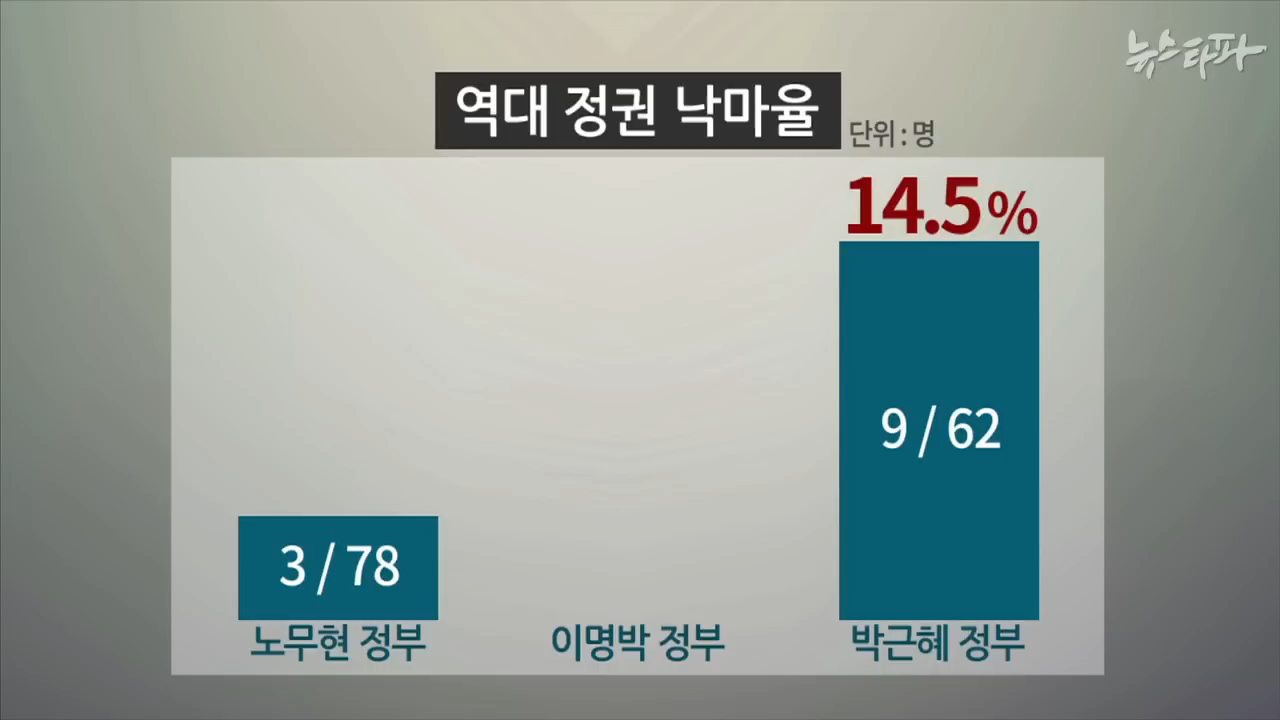 뉴스타파
역대 정권 낙마율
단위 : 명
14.5%
9 / 62
3 / 78
노무현 정부
이명박 정부
박근혜 정부